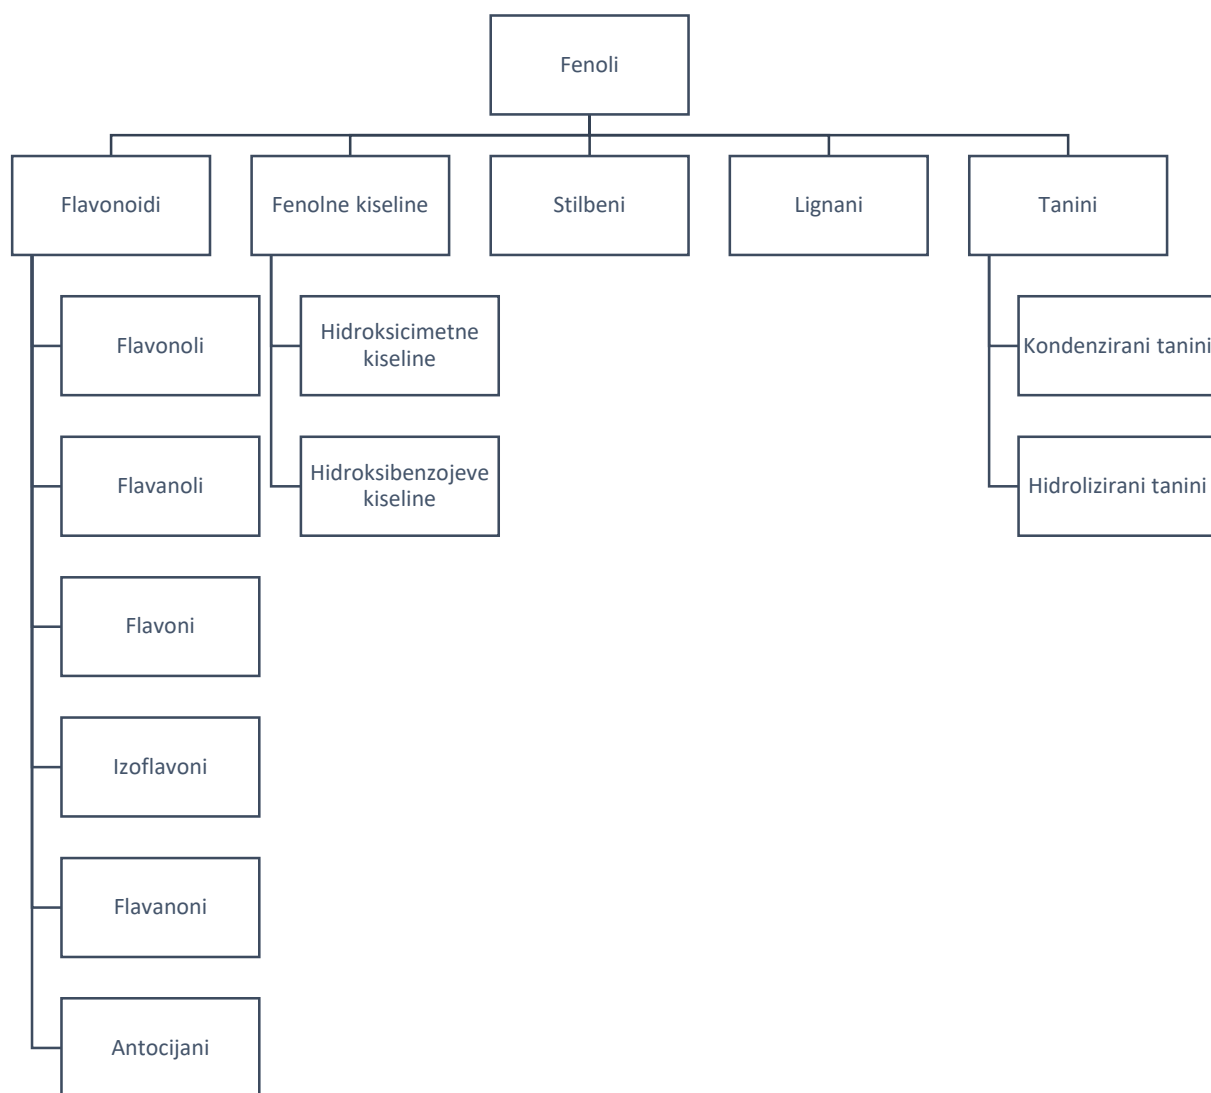 Fenoli
Flavonoidi
Fenolne kiseline
Stilbeni
Lignani
Tanini
Flavonoli
Hidroksicimetne
kiseline
Kondenzirani tanini
Flavanoli
Hidroksibenzojeve
kiseline
Hidrolizirani tanini
Flavoni
Izoflavoni
Flavanoni
Antocijani